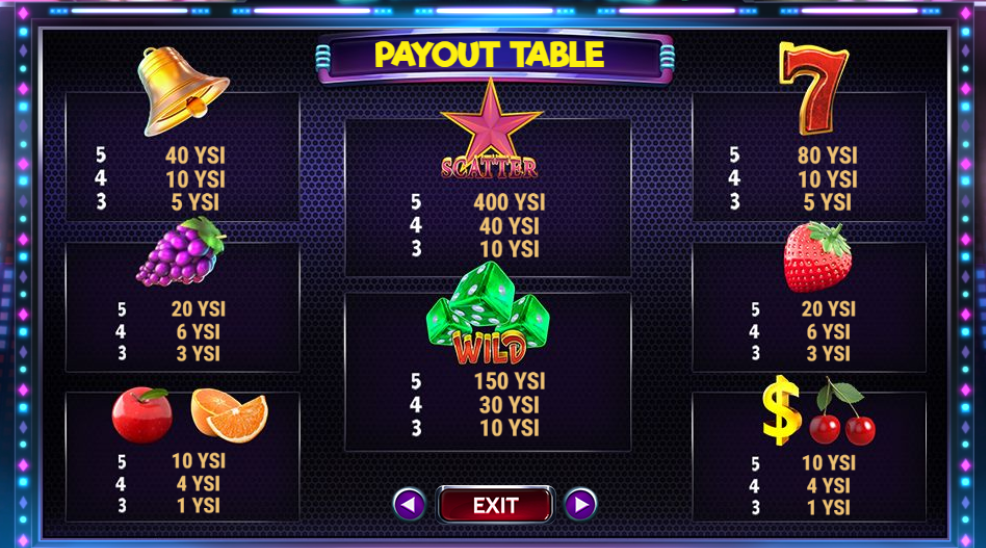 PAYOUT TABLE
5 40 YSI
4 10 YSI
3 5 YSI
SCATTER
5 400 YSI
4 40 YSI
3 10 YSI
7
5 80 YSI
4 10 YSI
3 5 YSI
5 20 YSI
4 6 YSI
3 3 YSI
WILD
5 150 YSI
4 30 YSI
3 10 YSI
5 20 YSI
4 6 YSI
3 3 YSI
5 10 YSI
4 4 YSI
3 1 YSI
$
5 10 YSI
4 4 YSI
3 1 YSI
EXIT